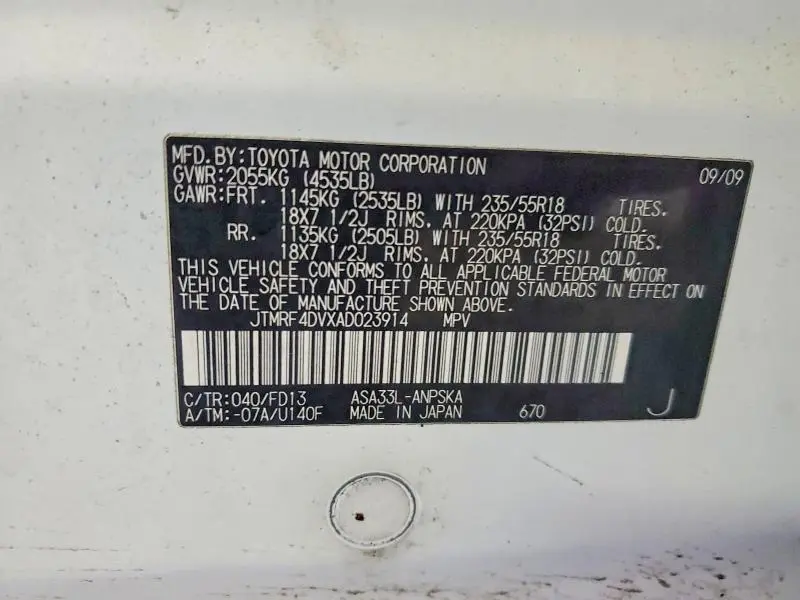 MFD. BY: TOYOTA MOTOR CORPORATION 09/09
GVWR: 2055KG (4535LB)
GAWR: FRT. 1145KG (2535LB) WITH 235/55R18 TIRES.
18X7 1/2J RIMS. AT 220KPA (32PSI) COLD.
RR. 1135KG (2505LB) WITH 235/55R18 TIRES.
18X7 1/2J RIMS. AT 220KPA (32PSI) COLD.
THIS VEHICLE CONFORMS TO ALL APPLICABLE FEDERAL MOTOR
VEHICLE SAFETY AND THEFT PREVENTION STANDARDS IN EFFECT ON
THE DATE OF MANUFACTURE SHOWN ABOVE.
JTMRF4DVXAD023914 MPV
C/TR: 040/FD13 ASA33L-ANPSKA
A/TM: -07A/U140F MADE IN JAPAN 670 J